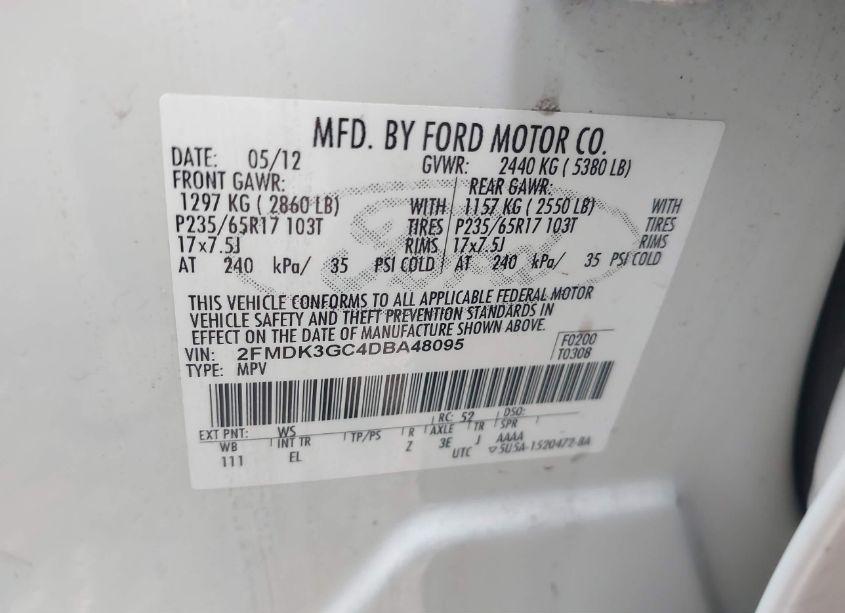 MFD. BY FORD MOTOR CO.
DATE: 05/12 GVWR: 2440 KG ( 5380 LB)
FRONT GAWR: REAR GAWR:
1297 KG ( 2860 LB) WITH 1157 KG ( 2550 LB) WITH
P235/65R17 103T TIRES P235/65R17 103T TIRES
17x7.5J RIMS 17x7.5J RIMS
AT 240 kPa/ 35 PSI COLD AT 240 kPa/ 35 PSI COLD
THIS VEHICLE CONFORMS TO ALL APPLICABLE FEDERAL MOTOR
VEHICLE SAFETY AND THEFT PREVENTION STANDARDS IN
EFFECT ON THE DATE OF MANUFACTURE SHOWN ABOVE.
VIN: 2FMDK3GC4DBA48095 F0200
TYPE: MPV T0308
EXT PNT: WS RC: 52 DSO:
WB INT TR TP/PS R AXLE TR SPR
111 EL Z 3E J AAAA
UTC ▽5U5A-1520472-BA